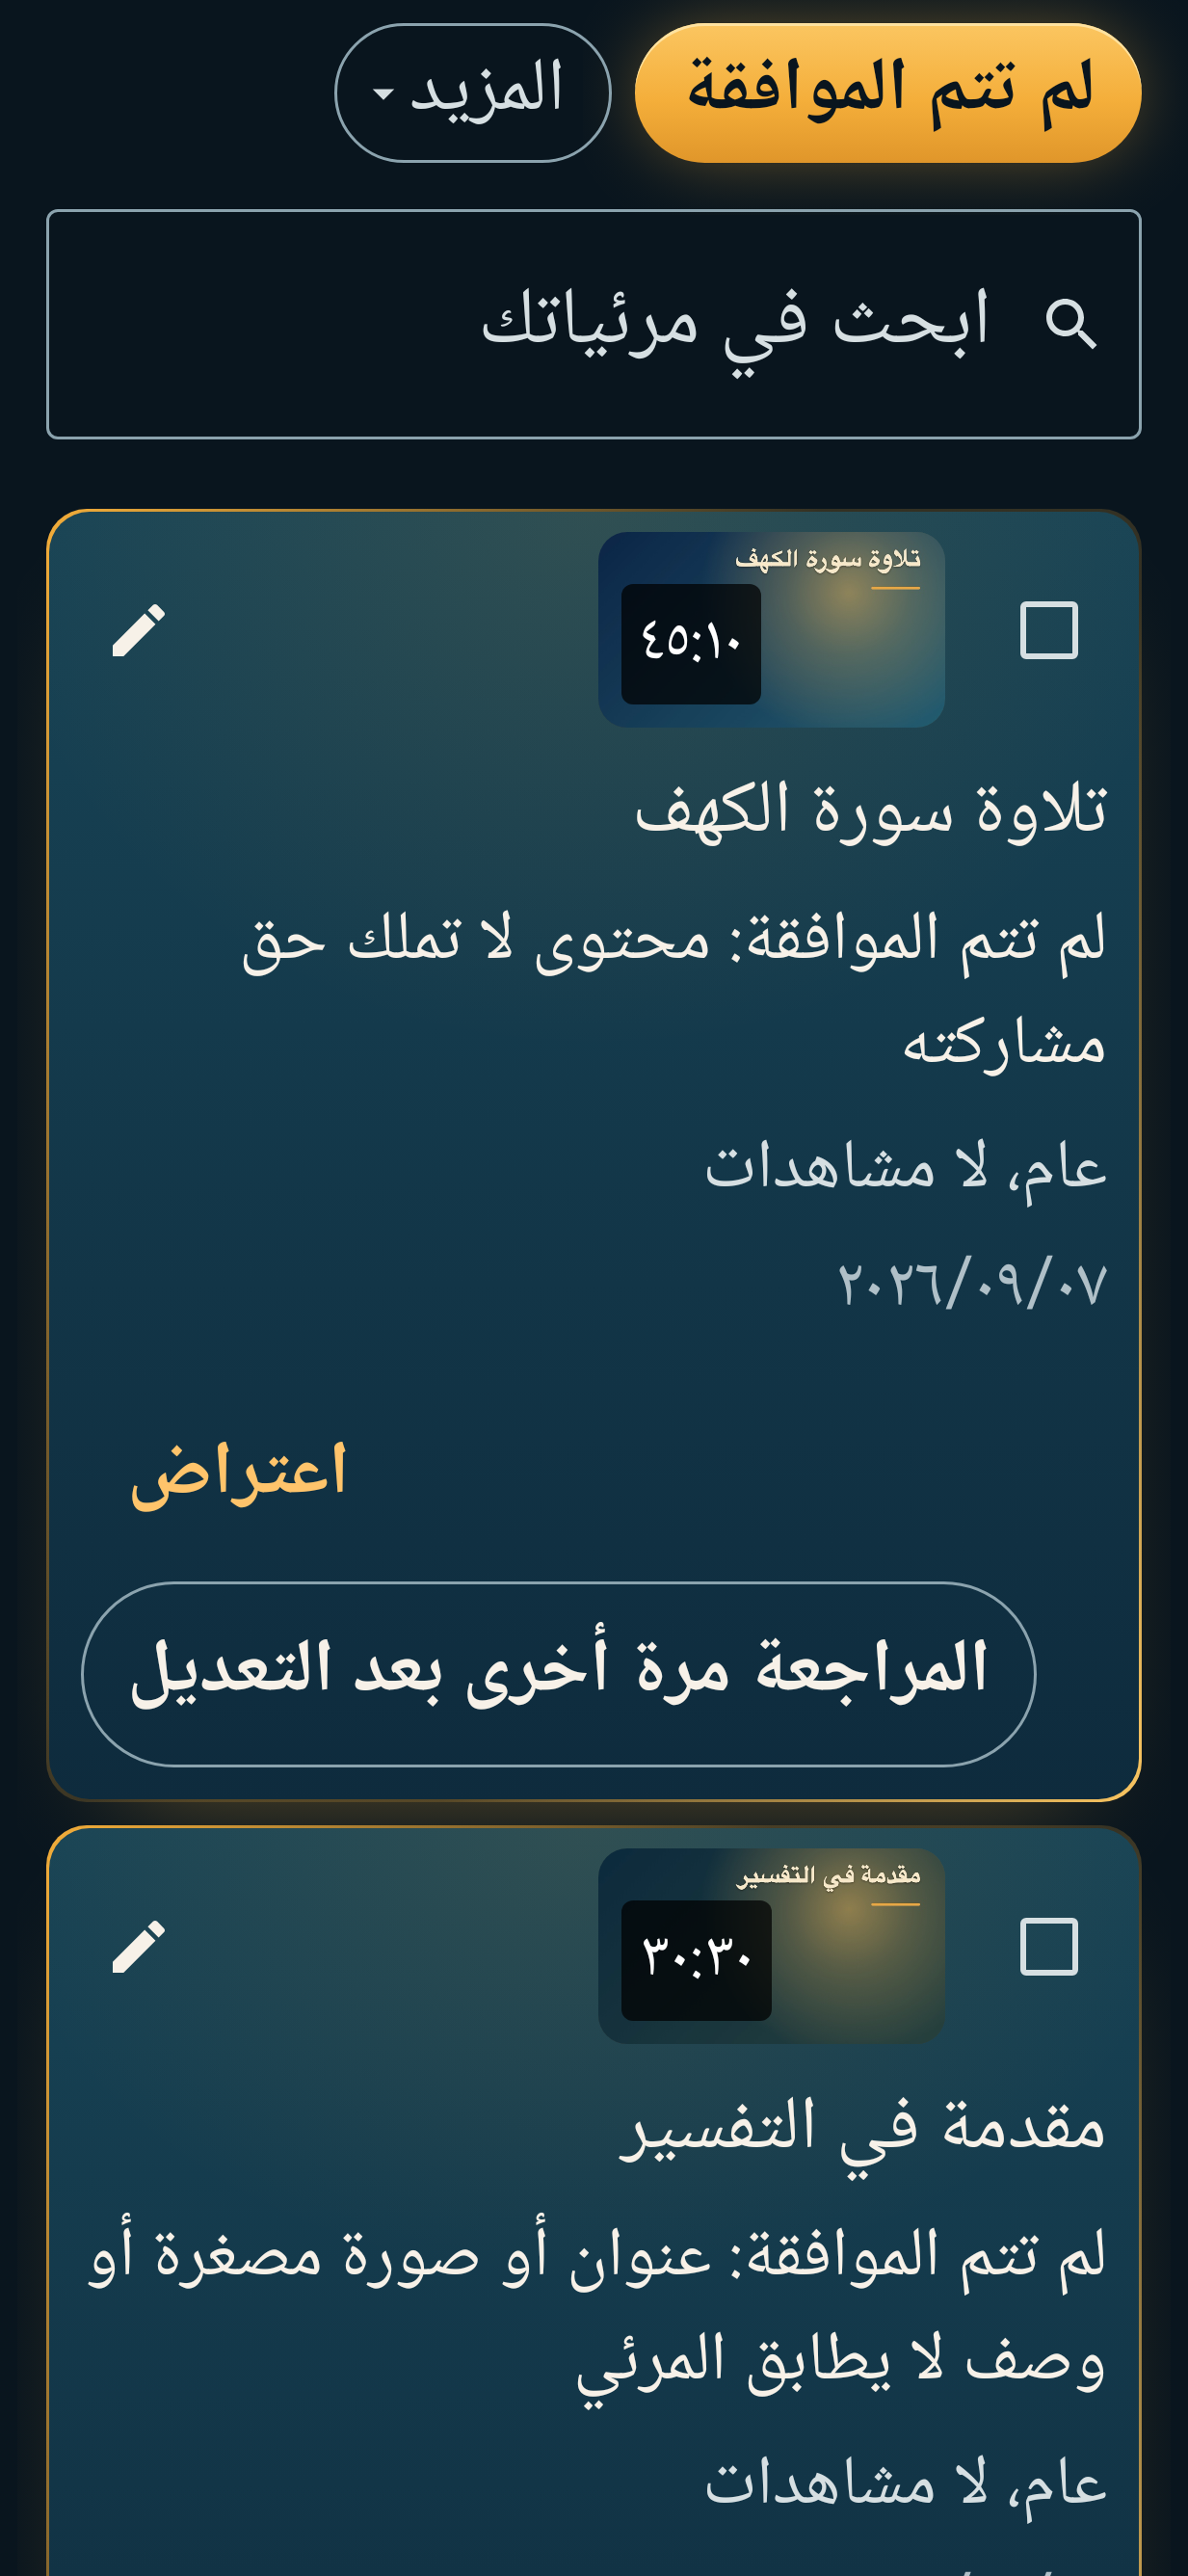 لم تتم الموافقة
المزيد
ابحث في مرئياتك
تلاوة سورة الكهف
٤٥:١٠
تلاوة سورة الكهف
لم تتم الموافقة: محتوى لا تملك حق
مشاركته
عام، لا مشاهدات
٢٠٢٦/٠٩/٠٧
اعتراض
المراجعة مرة أخرى بعد التعديل
مقدمة في التفسير
٣٠:٣٠
مقدمة في التفسير
لم تتم الموافقة: عنوان أو صورة مصغرة أو
وصف لا يطابق المرئي
عام، لا مشاهدات